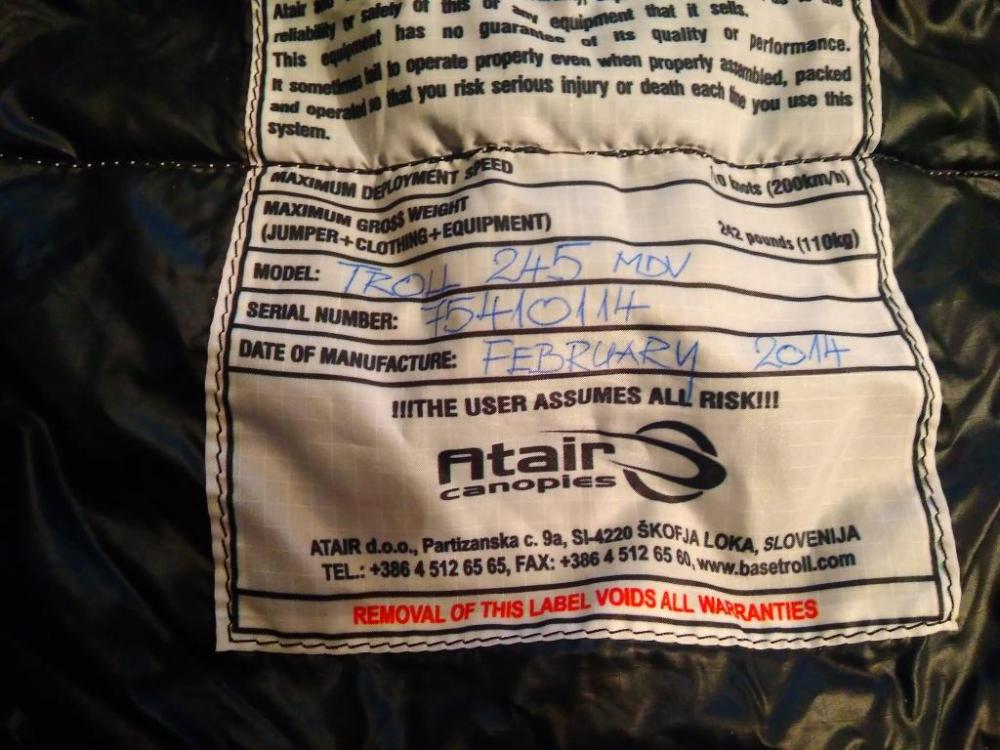 Atair
reliability or safety of this or any equipment that it sells.
This equipment has no guarantee of its quality or performance.
It sometimes fail to operate properly even when properly assembled, packed
and operated so that you risk serious injury or death each time you use this
system.
MAXIMUM DEPLOYMENT SPEED knots (200km/h)
MAXIMUM GROSS WEIGHT
(JUMPER+CLOTHING+EQUIPMENT) 242 pounds (110kg)
MODEL: TROLL 245 MDV
SERIAL NUMBER: 75410114
DATE OF MANUFACTURE: FEBRUARY 2014
!!!THE USER ASSUMES ALL RISK!!!
Atair
canopies
ATAIR d.o.o., Partizanska c. 9a, SI-4220 ŠKOFJA LOKA, SLOVENIJA
TEL.: +386 4 512 65 65, FAX: +386 4 512 65 60, www.basetroll.com
REMOVAL OF THIS LABEL VOIDS ALL WARRANTIES